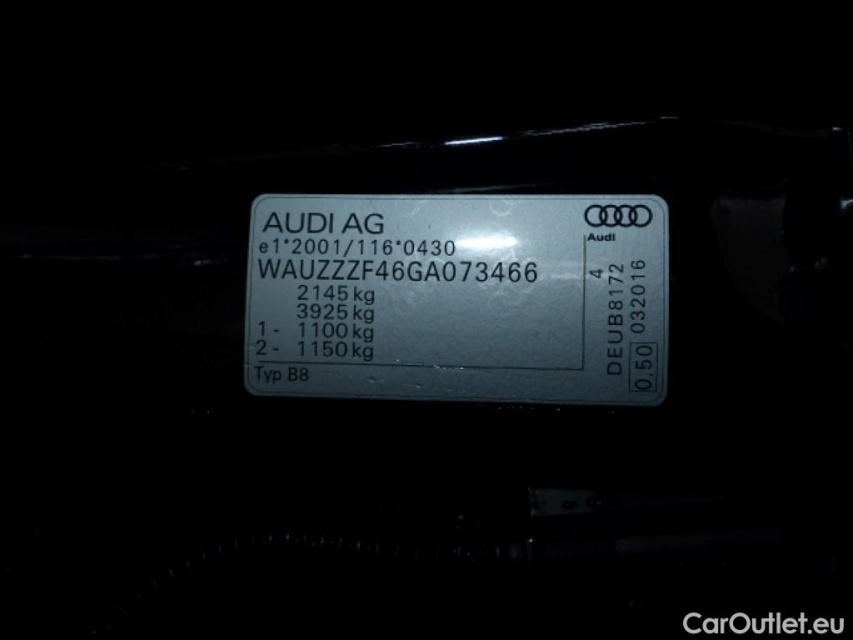 AUDI AG
e1*2001/116*0430
WAUZZZF46GA073466
2145 kg
3925 kg
1- 1100 kg
2- 1150 kg
Typ B8
Audi
4
DEUB8172
032016
0,50
CarOutlet.eu